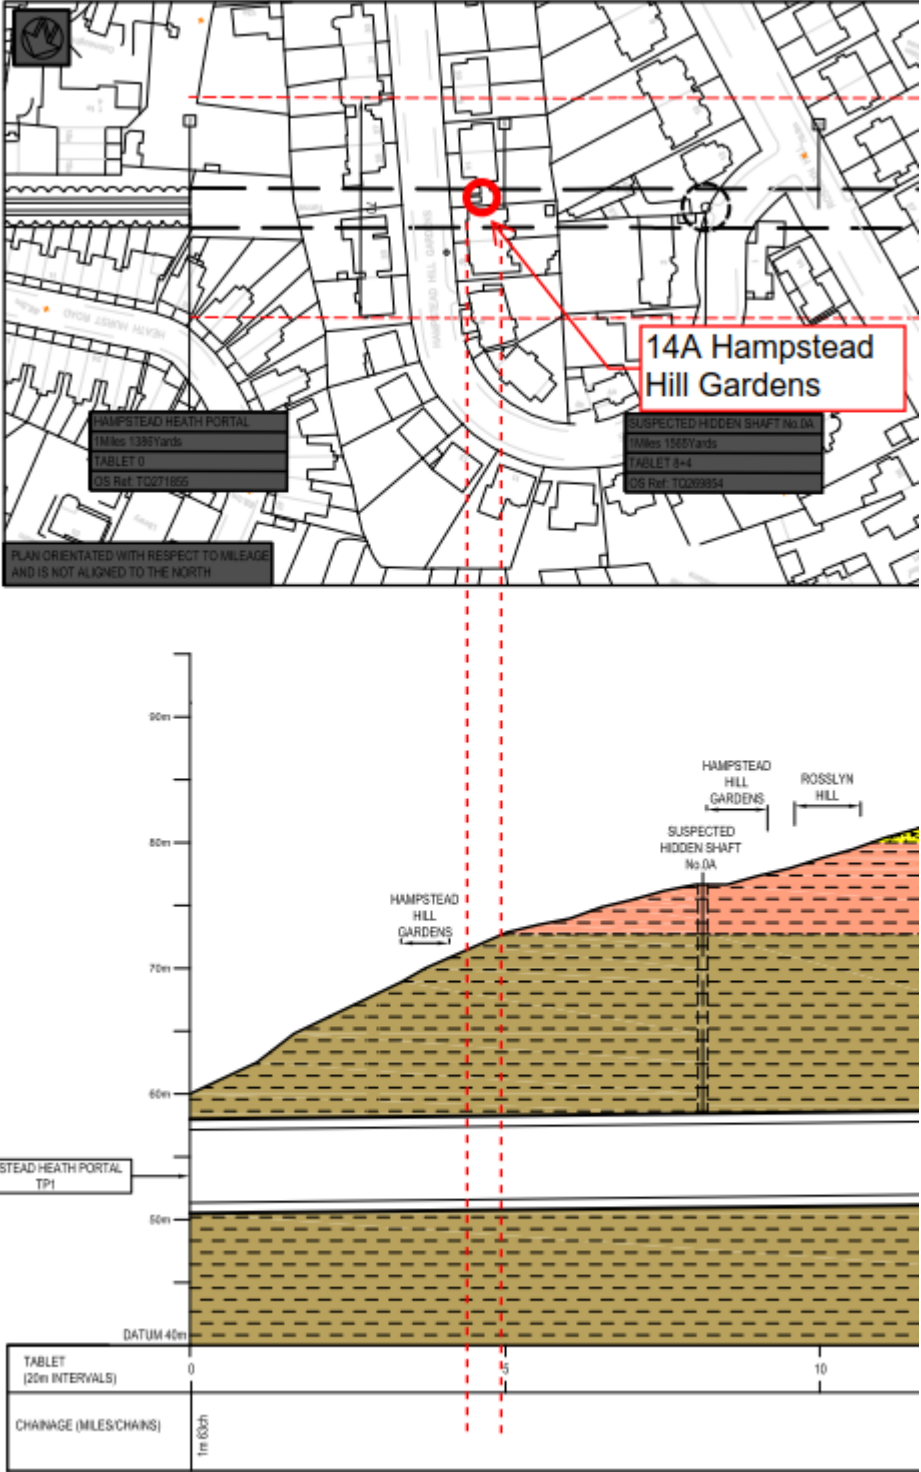 HAMPSTEAD HILL GARDENS
HEATH HURST ROAD
14A Hampstead
Hill Gardens
HAMPSTEAD HEATH PORTAL
1Miles 1386Yards
TABLET 0
OS Ref: TQ271855
SUSPECTED HIDDEN SHAFT No.0A
1Miles 1565Yards
TABLET 8+4
OS Ref: TQ269854
PLAN ORIENTATED WITH RESPECT TO MILEAGE
AND IS NOT ALIGNED TO THE NORTH
90m
80m
70m
60m
50m
HAMPSTEAD
HILL
GARDENS
SUSPECTED
HIDDEN SHAFT
No.0A
HAMPSTEAD
HILL
GARDENS
ROSSLYN
HILL
STEAD HEATH PORTAL
TP1
DATUM 40m
TABLET
(20m INTERVALS)
0
5
10
CHAINAGE (MILES/CHAINS)
1m 63ch